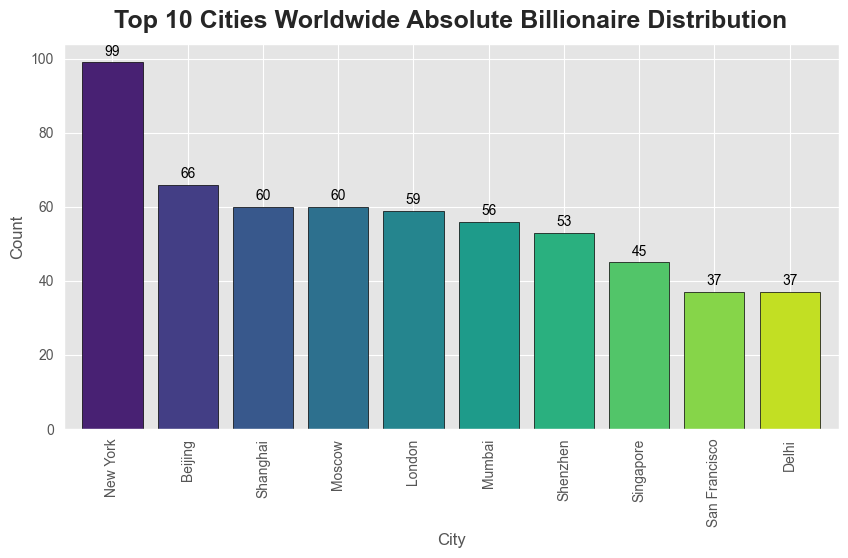 Top 10 Cities Worldwide Absolute Billionaire Distribution
Count
100
80
60
40
20
0
99
66
60
60
59
56
53
45
37
37
New York
Beijing
Shanghai
Moscow
London
Mumbai
Shenzhen
Singapore
San Francisco
Delhi
City